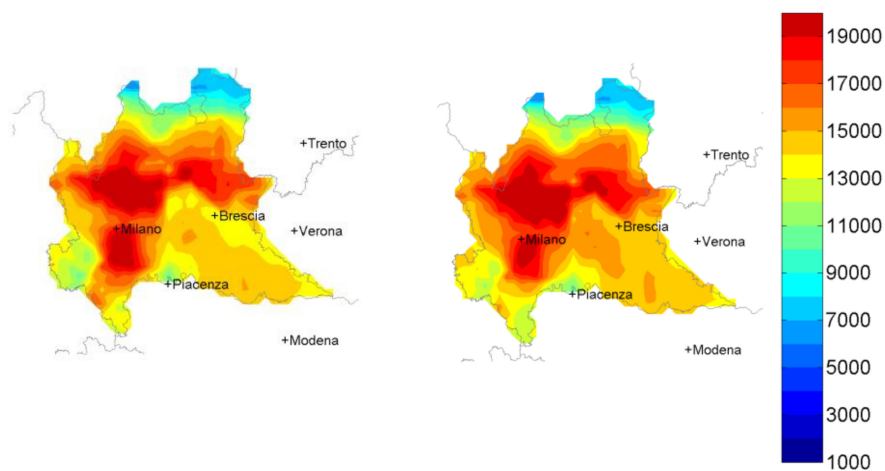 +Trento
+Brescia
+Milano
+Verona
+Piacenza
+Modena
+Trento
+Brescia
+Milano
+Verona
+Piacenza
+Modena
19000
17000
15000
13000
11000
9000
7000
5000
3000
1000